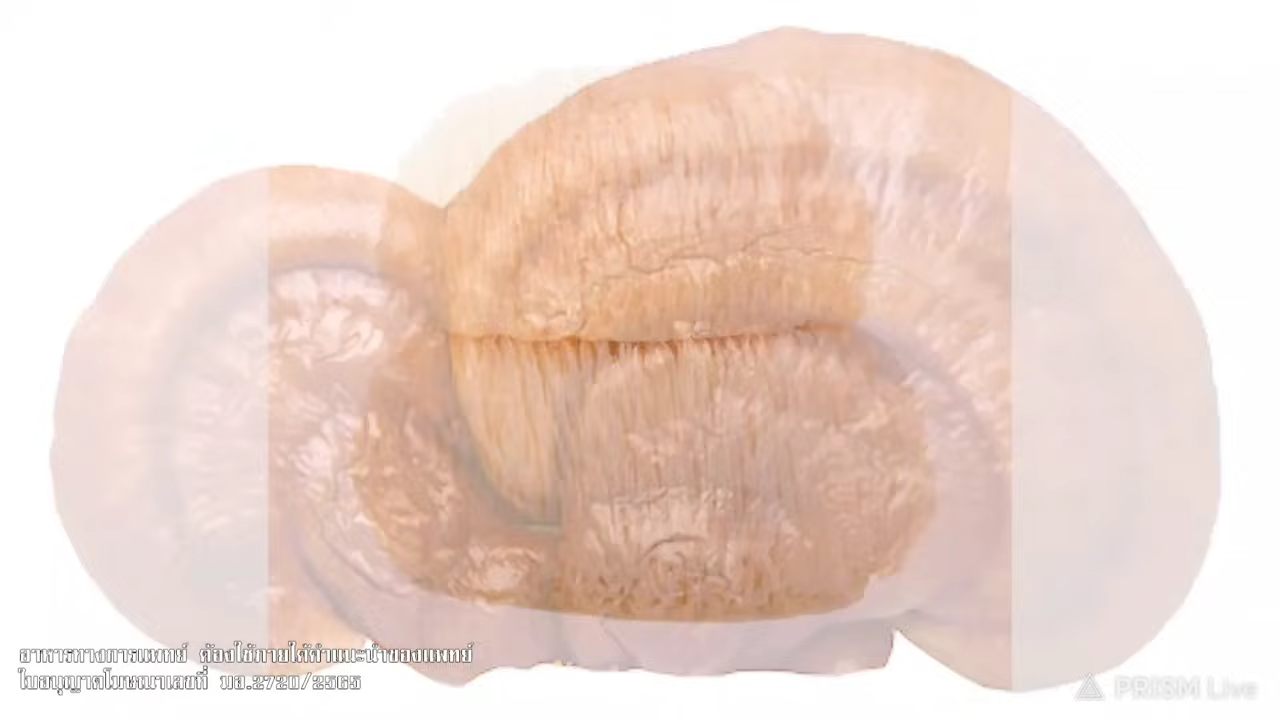 อาหารทางการแพทย์ ต้องใช้ภายใต้คำแนะนำของแพทย์
ใบอนุญาตโฆษณาเลขที่ ฆอ.2720/2565
PRISM Live